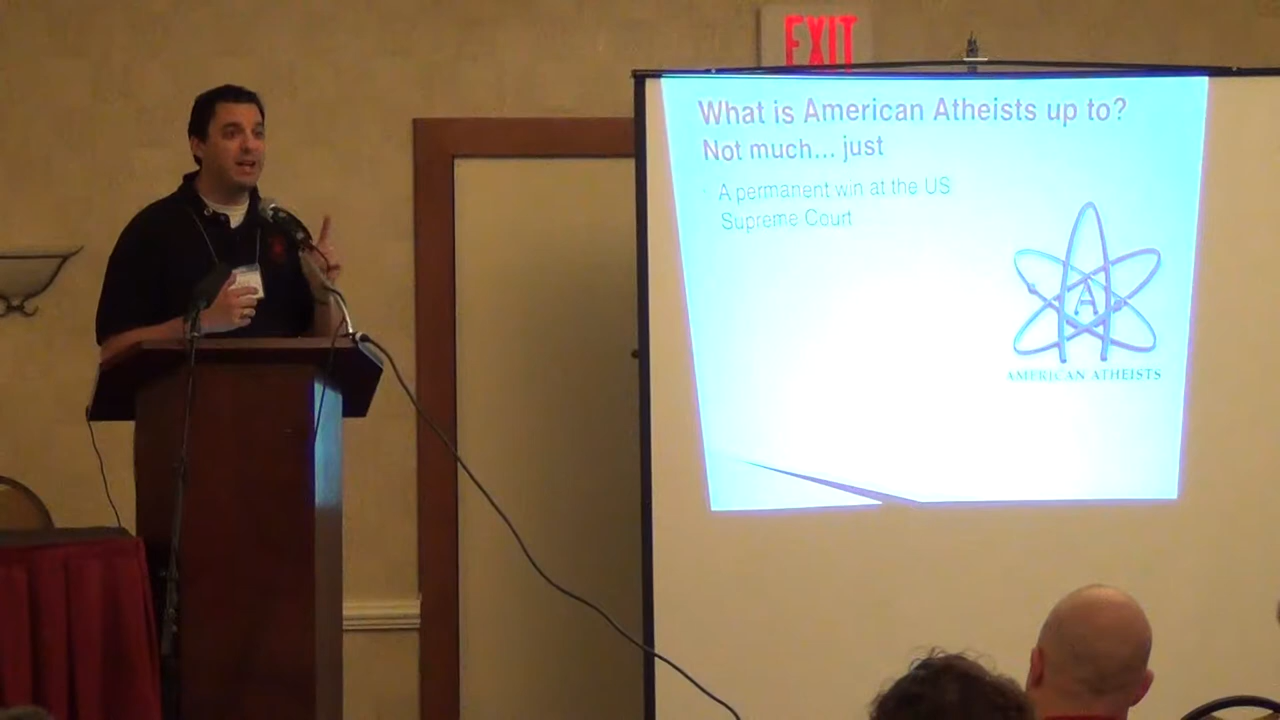 EXIT
What is American Atheists up to?
Not much... just
A permanent win at the US
Supreme Court
A
AMERICAN ATHEISTS